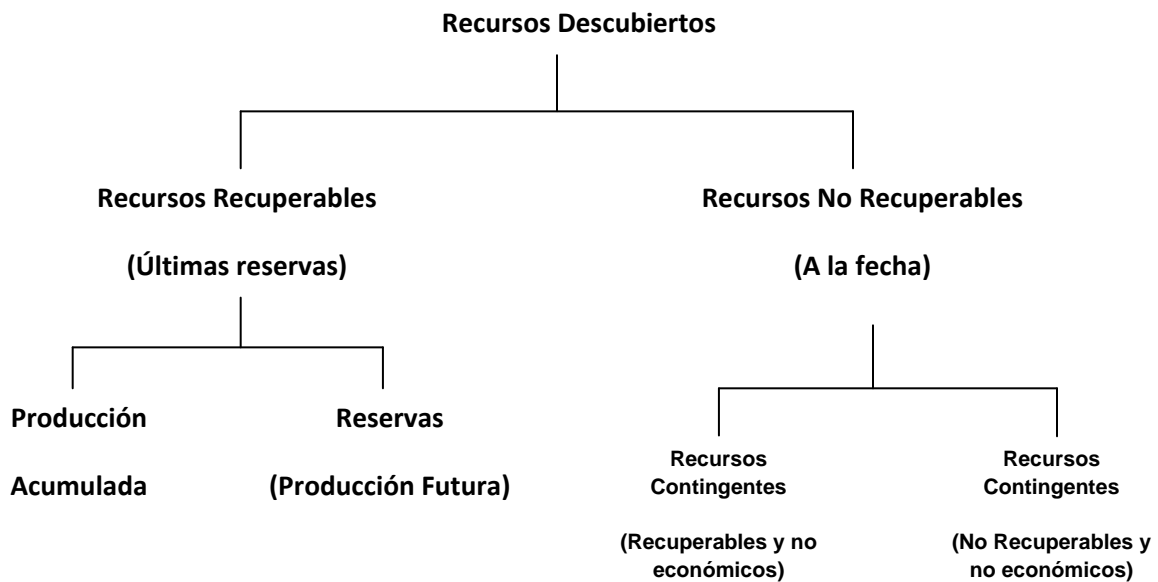 Recursos Descubiertos
Recursos Recuperables
(Últimas reservas)
Recursos No Recuperables
(A la fecha)
Producción
Acumulada
Reservas
(Producción Futura)
Recursos
Contingentes
(Recuperables y no
económicos)
Recursos
Contingentes
(No Recuperables y
no económicos)